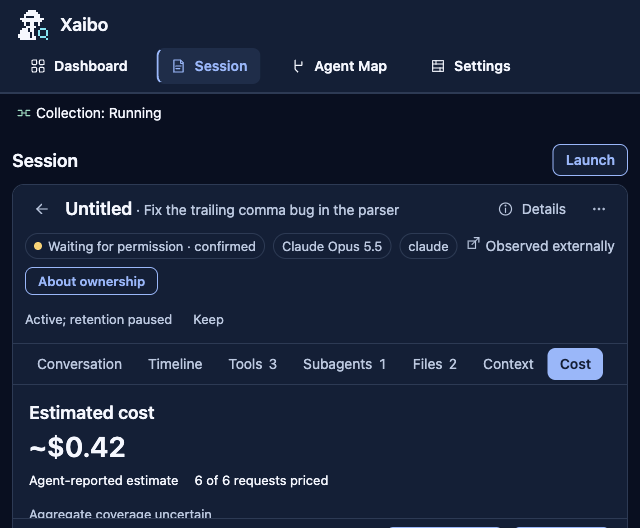 Xaibo
Dashboard Session Agent Map Settings
Collection: Running
Session Launch
Untitled · Fix the trailing comma bug in the parser Details ···
Waiting for permission · confirmed Claude Opus 5.5 claude Observed externally
About ownership
Active; retention paused Keep
Conversation Timeline Tools 3 Subagents 1 Files 2 Context Cost
Estimated cost
~$0.42
Agent-reported estimate 6 of 6 requests priced
Aggregate coverage uncertain